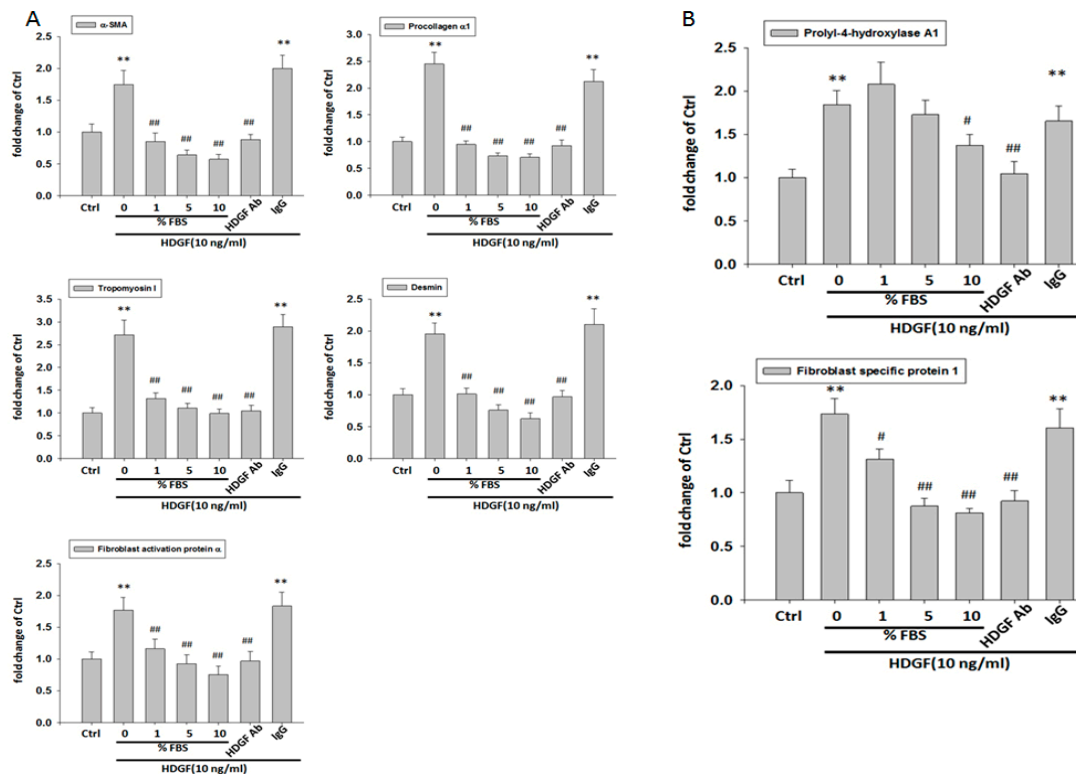 A
α-SMA
fold change of Ctrl
2.5
2.0
1.5
1.0
0.5
0.0
** ## ## ## ## **
Ctrl 0 1 5 10 HDGF Ab IgG
% FBS
HDGF(10 ng/ml)
Procollagen α1
fold change of Ctrl
3.0
2.5
2.0
1.5
1.0
0.5
0.0
** ## ## ## ## **
Ctrl 0 1 5 10 HDGF Ab IgG
% FBS
HDGF(10 ng/ml)
Tropomyosin I
fold change of Ctrl
3.5
3.0
2.5
2.0
1.5
1.0
0.5
0.0
** ## ## ## ## **
Ctrl 0 1 5 10 HDGF Ab IgG
% FBS
HDGF(10 ng/ml)
Desmin
fold change of Ctrl
2.5
2.0
1.5
1.0
0.5
0.0
** ## ## ## ## **
Ctrl 0 1 5 10 HDGF Ab IgG
% FBS
HDGF(10 ng/ml)
Fibroblast activation protein α
fold change of Ctrl
2.5
2.0
1.5
1.0
0.5
0.0
** ## ## ## ## **
Ctrl 0 1 5 10 HDGF Ab IgG
% FBS
HDGF(10 ng/ml)
B
Prolyl-4-hydroxylase A1
fold change of Ctrl
2.5
2.0
1.5
1.0
0.5
0.0
** # ## **
Ctrl 0 1 5 10 HDGF Ab IgG
% FBS
HDGF(10 ng/ml)
Fibroblast specific protein 1
fold change of Ctrl
2.0
1.5
1.0
0.5
0.0
** # ## ## ## **
Ctrl 0 1 5 10 HDGF Ab IgG
% FBS
HDGF(10 ng/ml)